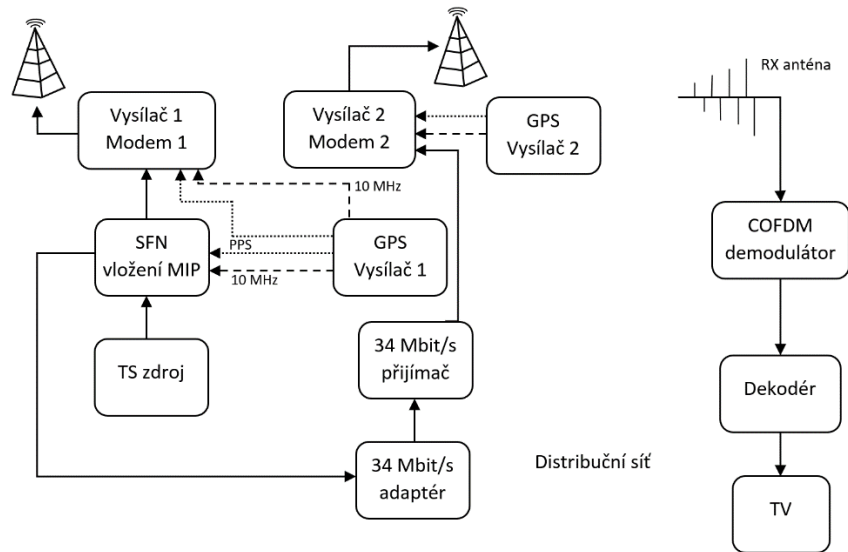 RX anténa
Vysílač 1
Modem 1
Vysílač 2
Modem 2
GPS
Vysílač 2
10 MHz
SFN
vložení MIP
PPS
10 MHz
GPS
Vysílač 1
COFDM
demodulátor
TS zdroj
34 Mbit/s
přijímač
Dekodér
34 Mbit/s
adaptér
Distribuční síť
TV